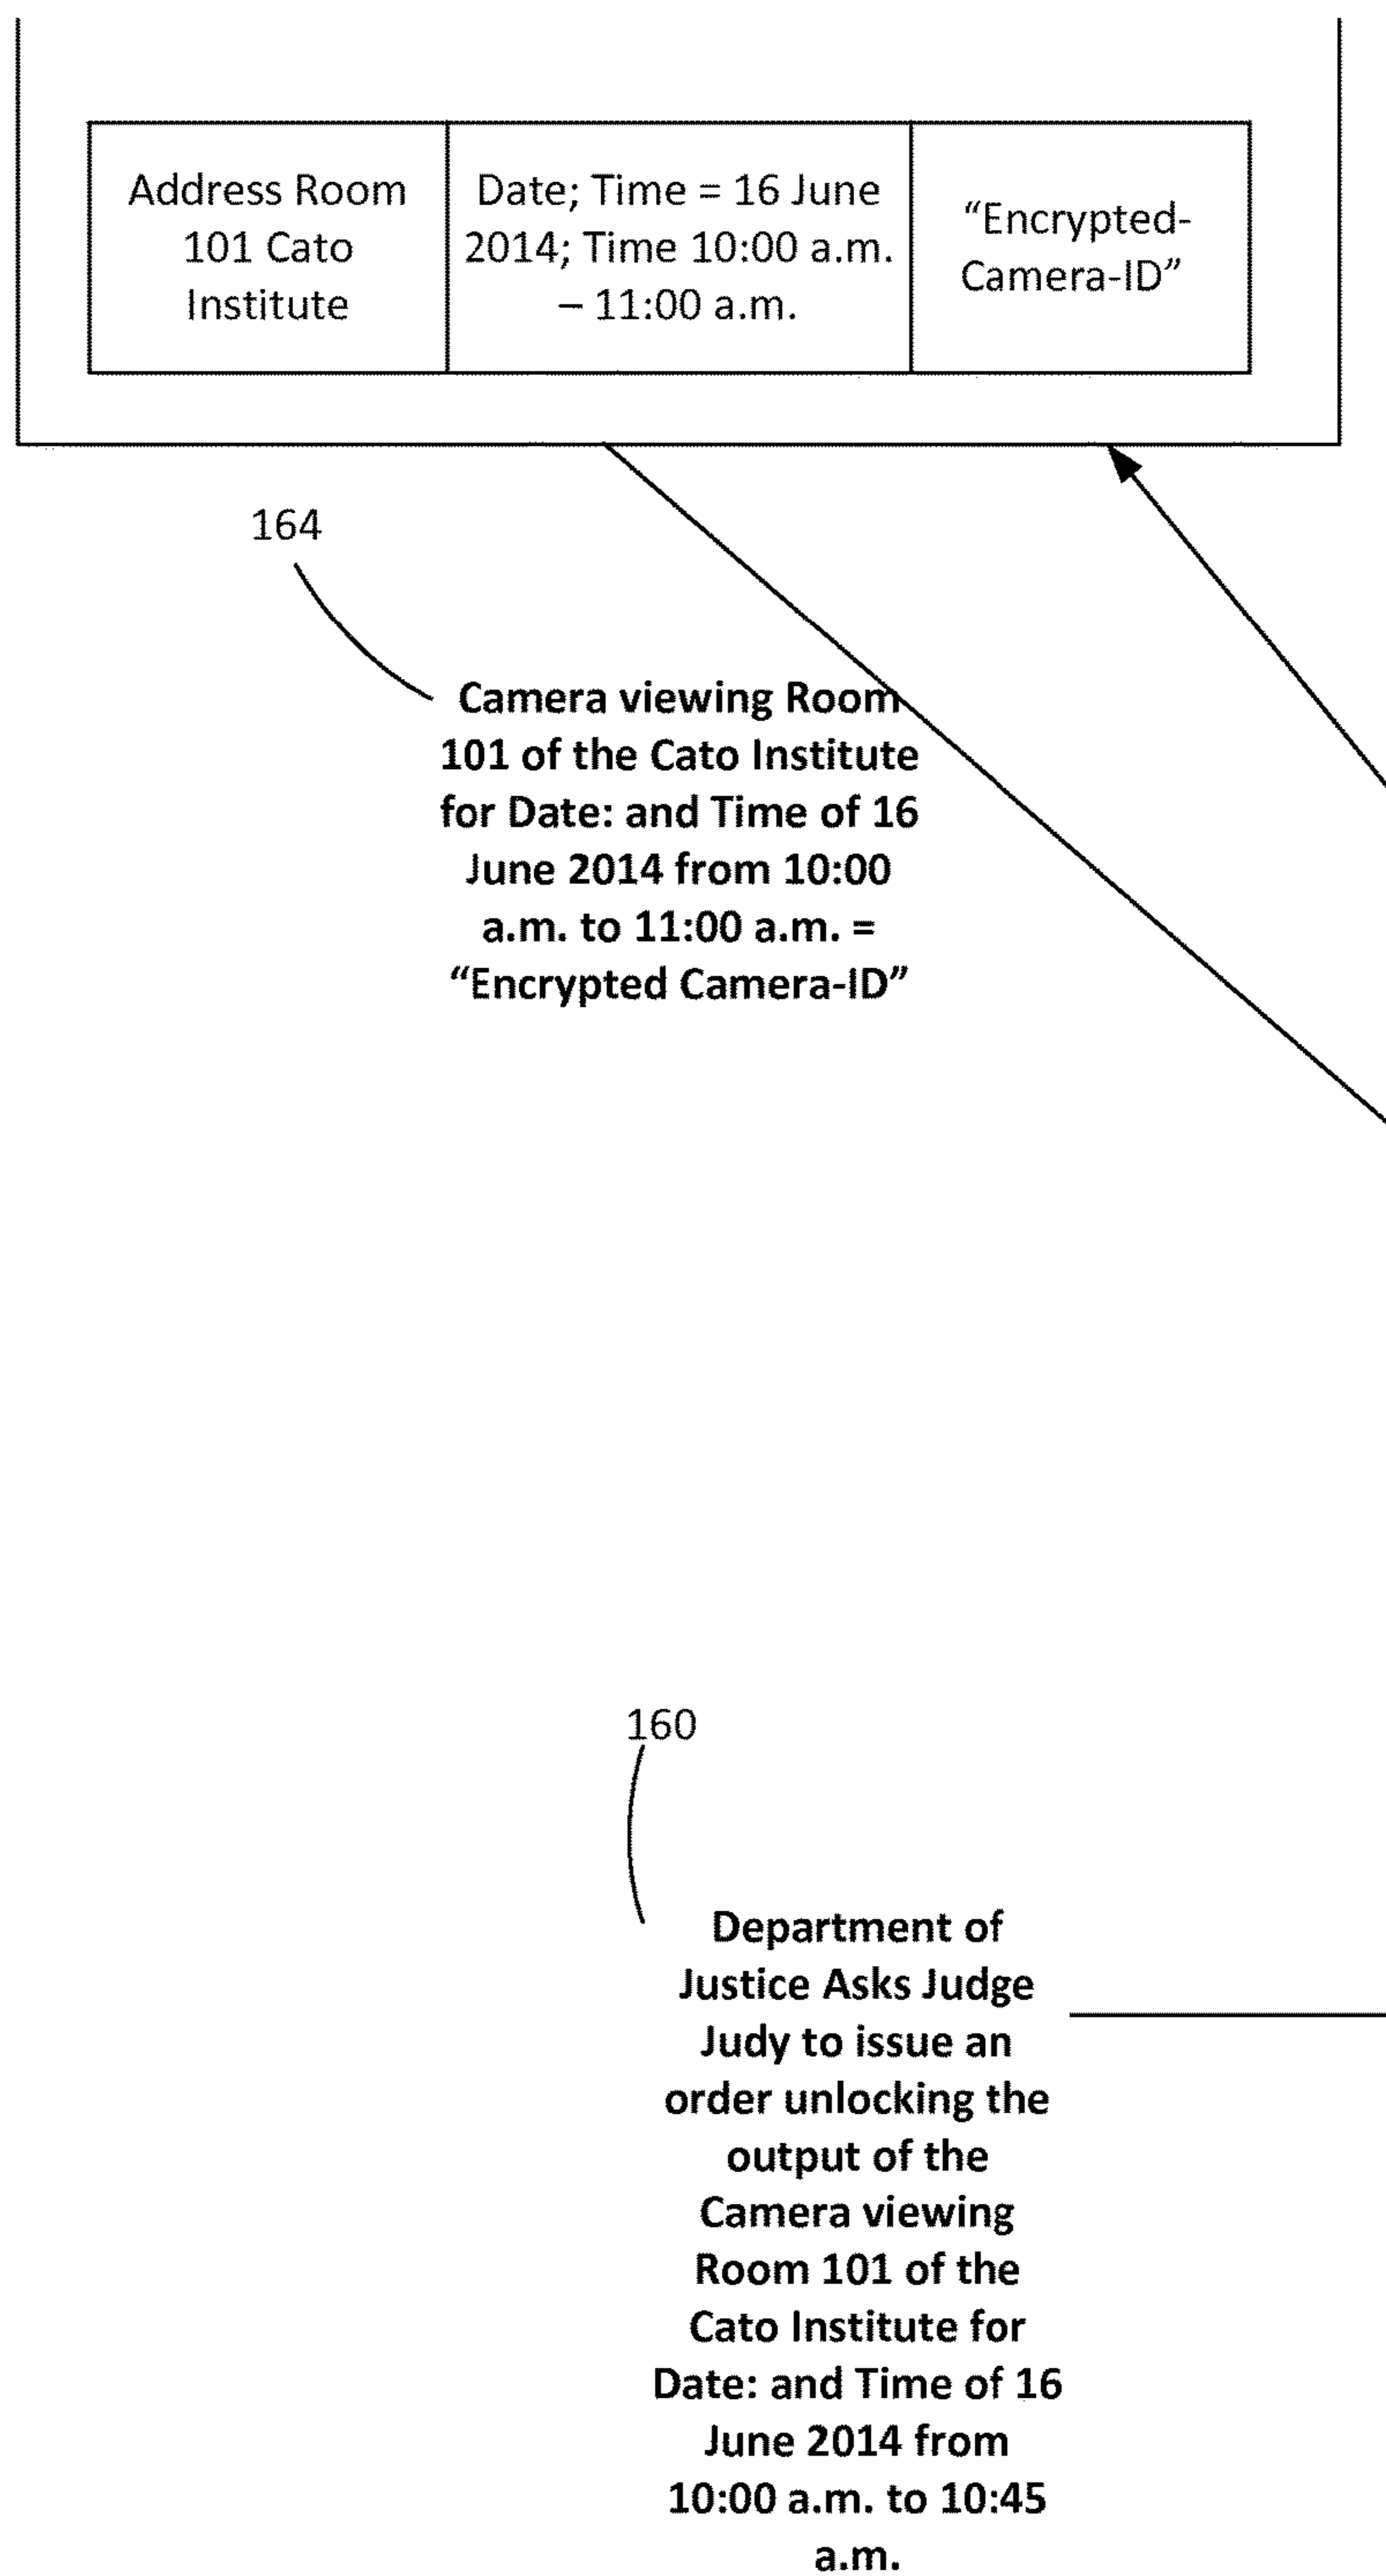 Address Room
101 Cato
Institute
Date; Time = 16 June
2014; Time 10:00 a.m.
– 11:00 a.m.
“Encrypted-
Camera-ID”
164
Camera viewing Room
101 of the Cato Institute
for Date: and Time of 16
June 2014 from 10:00
a.m. to 11:00 a.m. =
“Encrypted Camera-ID”
160
Department of
Justice Asks Judge
Judy to issue an
order unlocking the
output of the
Camera viewing
Room 101 of the
Cato Institute for
Date: and Time of 16
June 2014 from
10:00 a.m. to 10:45
a.m.